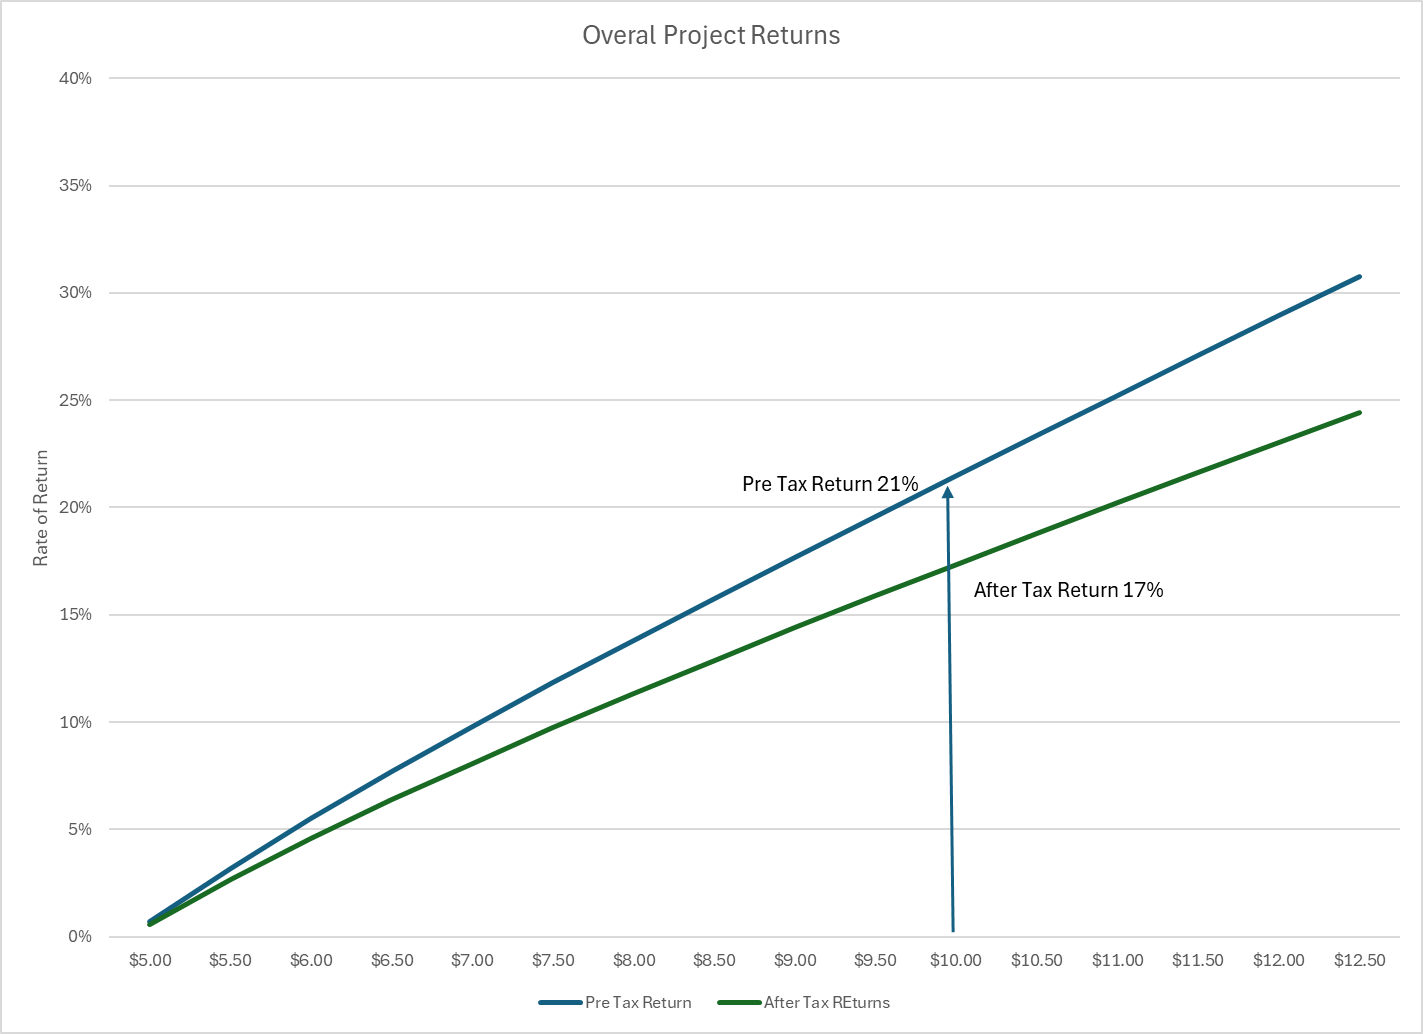 Overal Project Returns
40%
35%
30%
25%
20%
15%
10%
5%
0%
Rate of Return
Pre Tax Return 21%
After Tax Return 17%
$5.00 $5.50 $6.00 $6.50 $7.00 $7.50 $8.00 $8.50 $9.00 $9.50 $10.00 $10.50 $11.00 $11.50 $12.00 $12.50
Pre Tax Return After Tax REturns